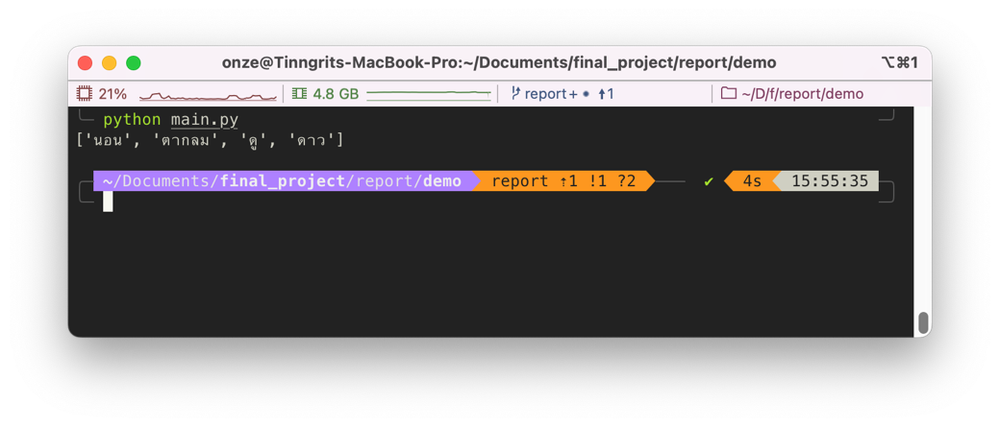 onze@Tinngrits-MacBook-Pro:~/Documents/final_project/report/demo ⌥⌘1
21% 4.8 GB report+ ● ⬆1 ~/D/f/report/demo
python main.py
['นอน', 'ตากลม', 'ดู', 'ดาว']
~/Documents/final_project/report/demo report ⇡1 !1 ?2 ✔ 4s 15:55:35